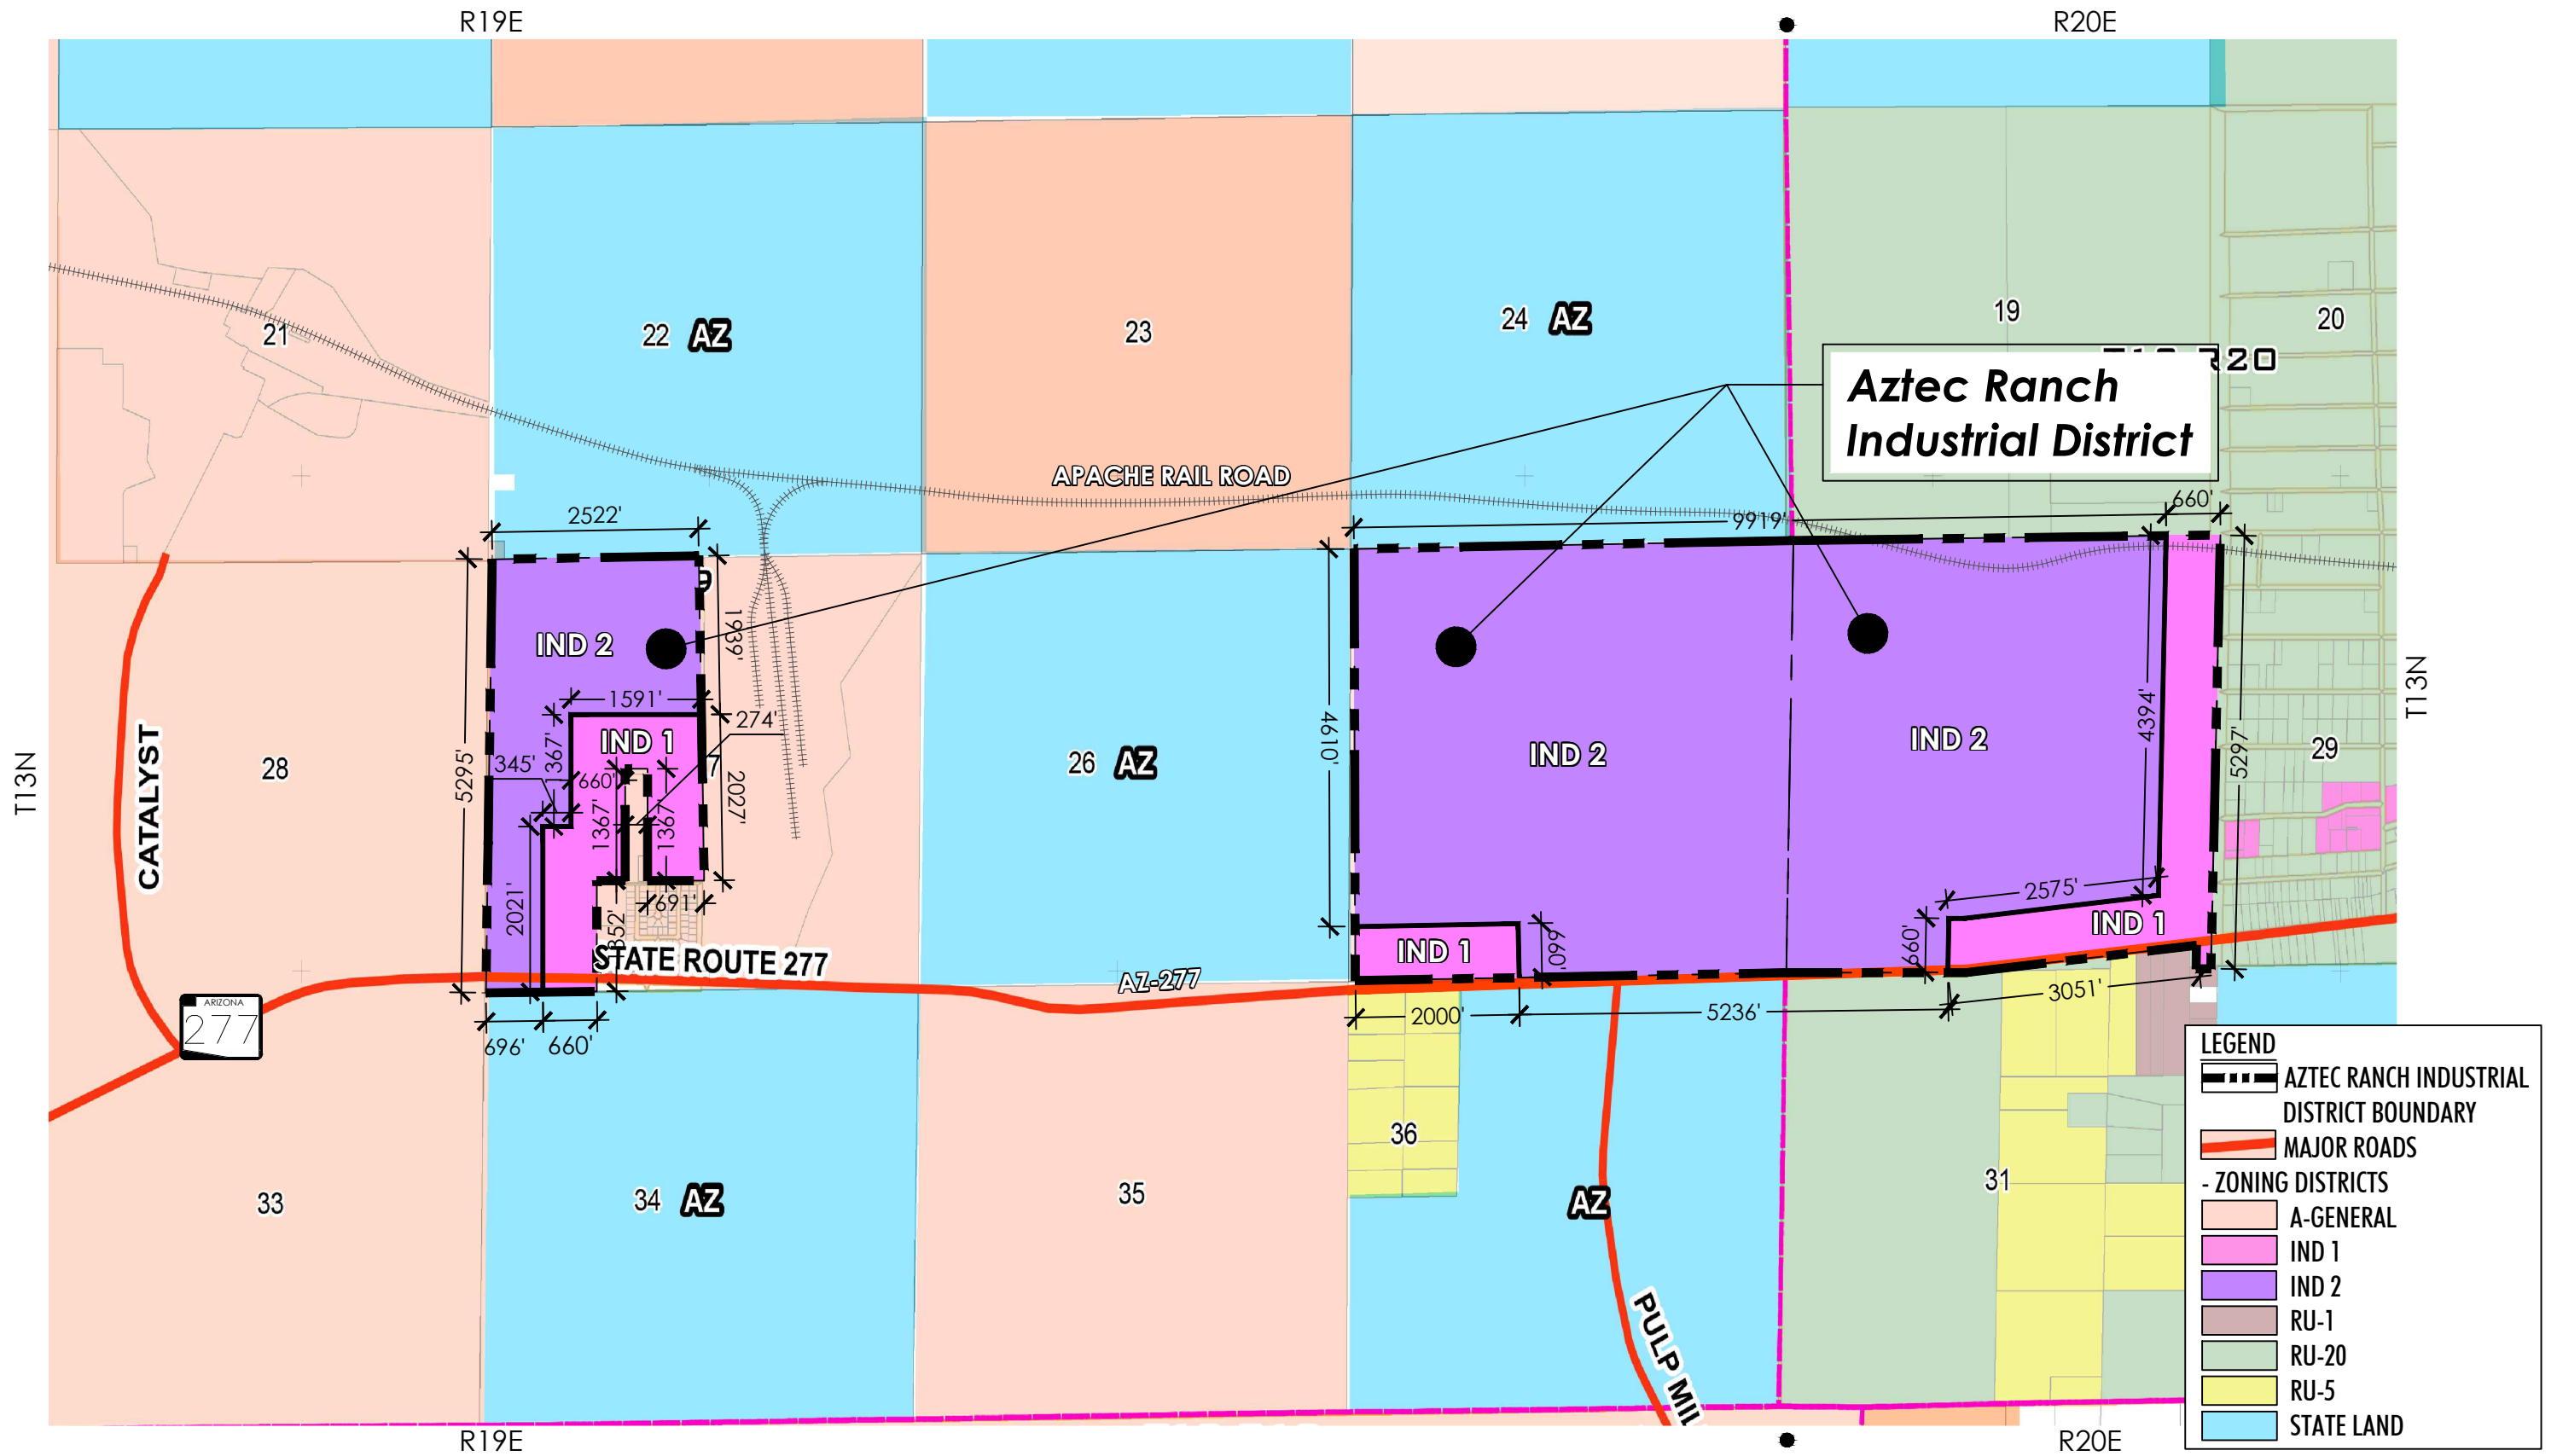 R19E
R20E
21
22 AZ
23
24 AZ
19
20
R20
Aztec Ranch
Industrial District
APACHE RAIL ROAD
2522'
9919'
660'
IND 2
1939'
1591'
274'
IND 1
1367'
345'
660'
1367'
1367'
2027'
5295'
2021'
691'
7
28
CATALYST
T13N
26 AZ
4610'
IND 2
IND 2
4394'
5297'
29
T13N
2575'
IND 1
660'
660'
IND 1
STATE ROUTE 277
AZ-277
ARIZONA
277
696'
660'
2000'
5236'
3051'
33
34 AZ
35
36
AZ
31
PULP MIL
LEGEND
AZTEC RANCH INDUSTRIAL
DISTRICT BOUNDARY
MAJOR ROADS
- ZONING DISTRICTS
A-GENERAL
IND 1
IND 2
RU-1
RU-20
RU-5
STATE LAND
R19E
R20E